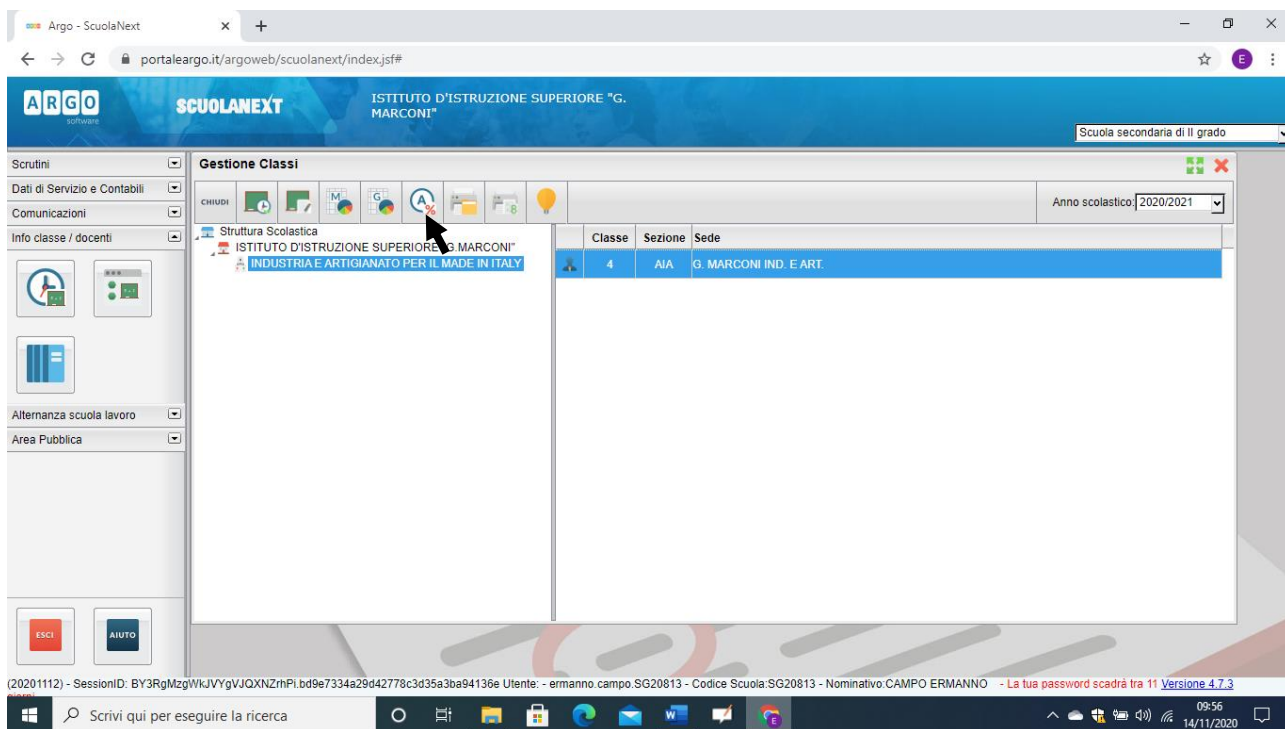 Argo - ScuolaNext
portaleargo.it/argoweb/scuolanext/index.jsf#
E
ARGO
software
SCUOLANEXT
ISTITUTO D'ISTRUZIONE SUPERIORE "G.
MARCONI"
Scuola secondaria di II grado
Scrutini
Dati di Servizio e Contabili
Comunicazioni
Info classe / docenti
Alternanza scuola lavoro
Area Pubblica
ESCI
AIUTO
Gestione Classi
CHIUDI
M
G
A
%
8
Anno scolastico: 2020/2021
Struttura Scolastica
ISTITUTO D'ISTRUZIONE SUPERIORE "G.MARCONI"
INDUSTRIA E ARTIGIANATO PER IL MADE IN ITALY
Classe Sezione Sede
4 AIA G. MARCONI IND. E ART.
(20201112) - SessionID: BY3RgMzgWkJVYgVJQXNZrhPi.bd9e7334a29d42778c3d35a3ba94136e Utente: - ermanno.campo.SG20813 - Codice Scuola:SG20813 - Nominativo:CAMPO ERMANNO - La tua password scadrà tra 11 Versione 4.7.3
giorni
Scrivi qui per eseguire la ricerca
W
E
09:56
14/11/2020